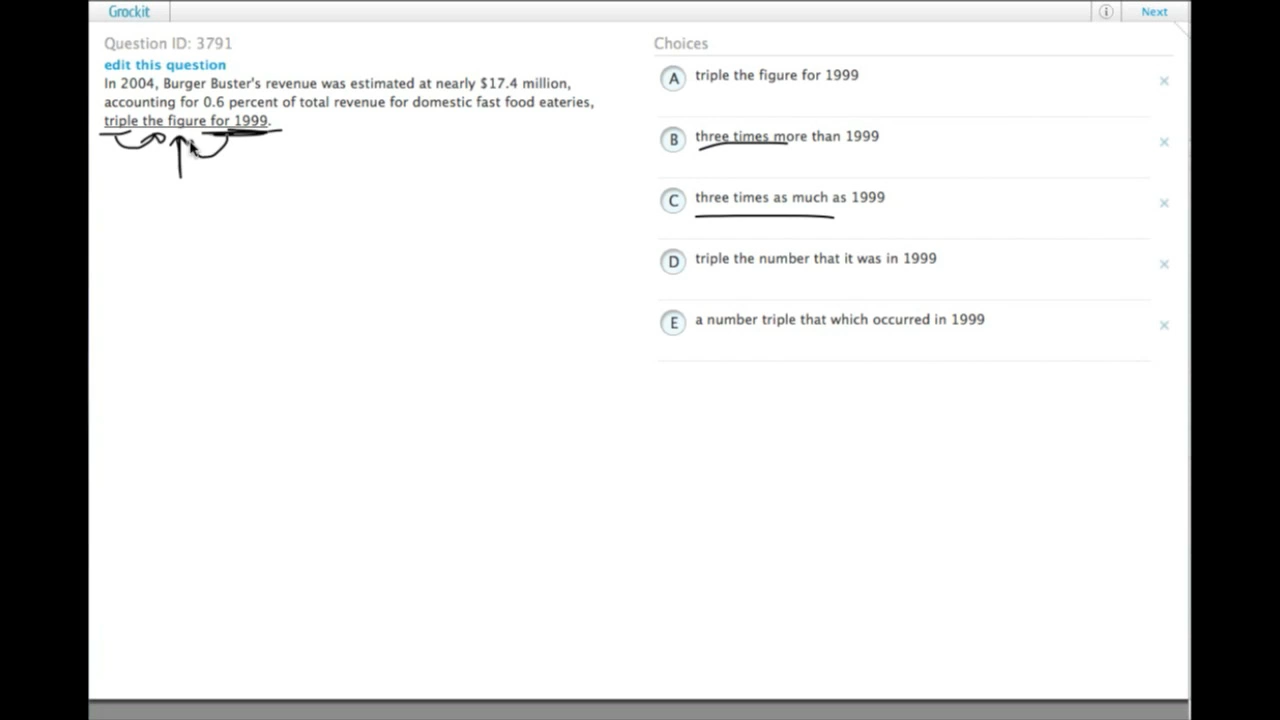 Grockit
Next
Question ID: 3791
edit this question
In 2004, Burger Buster's revenue was estimated at nearly $17.4 million,
accounting for 0.6 percent of total revenue for domestic fast food eateries,
triple the figure for 1999.
Choices
A triple the figure for 1999
B three times more than 1999
C three times as much as 1999
D triple the number that it was in 1999
E a number triple that which occurred in 1999